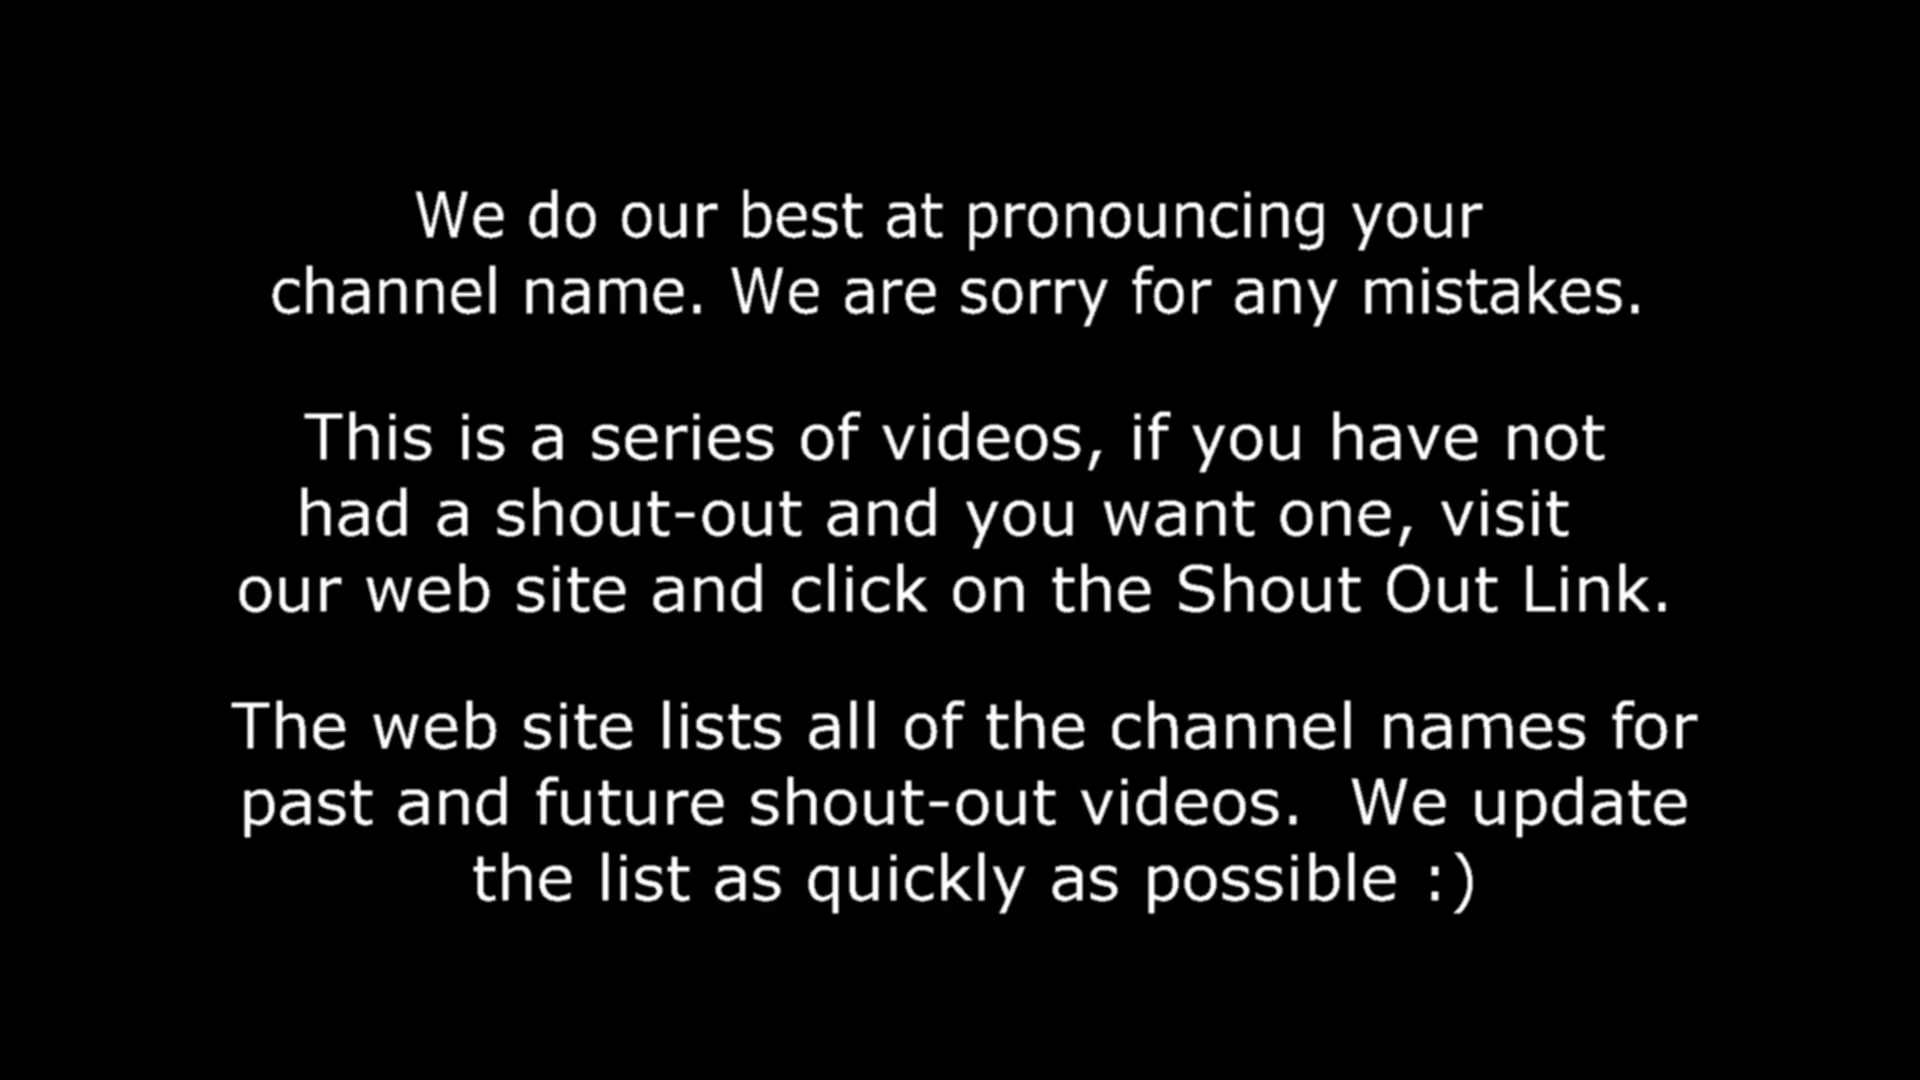 We do our best at pronouncing your
channel name. We are sorry for any mistakes.
This is a series of videos, if you have not
had a shout-out and you want one, visit
our web site and click on the Shout Out Link.
The web site lists all of the channel names for
past and future shout-out videos.  We update
the list as quickly as possible :)